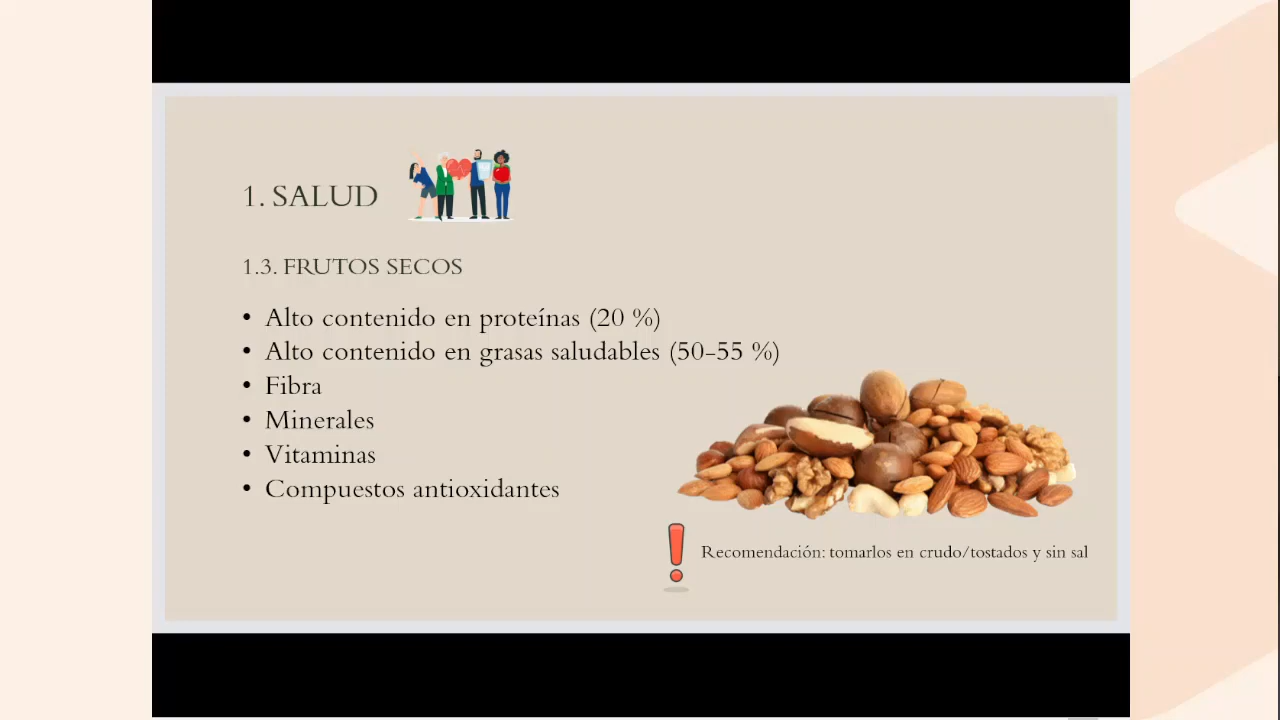 1. SALUD
1.3. FRUTOS SECOS
• Alto contenido en proteínas (20 %)
• Alto contenido en grasas saludables (50-55 %)
• Fibra
• Minerales
• Vitaminas
• Compuestos antioxidantes
Recomendación: tomarlos en crudo/tostados y sin sal